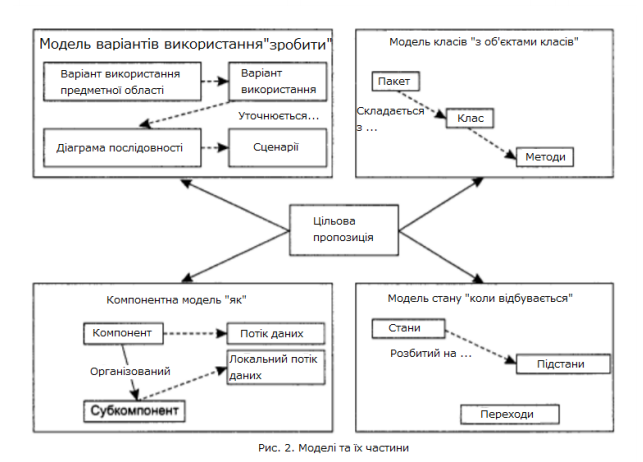 Модель варіантів використання"зробити"
Варіант використання
предметної області
Варіант
використання
Уточнюється...
Діаграма послідовності
Сценарії
Модель класів "з об'єктами класів"
Пакет
Складається
з ...
Клас
Методи
Цільова
пропозиція
Компонентна модель "як"
Компонент
Потік даних
Організований
Локальний потік
даних
Субкомпонент
Модель стану "коли відбувається"
Стани
Розбитий на ...
Підстани
Переходи
Рис. 2. Моделі та їх частини